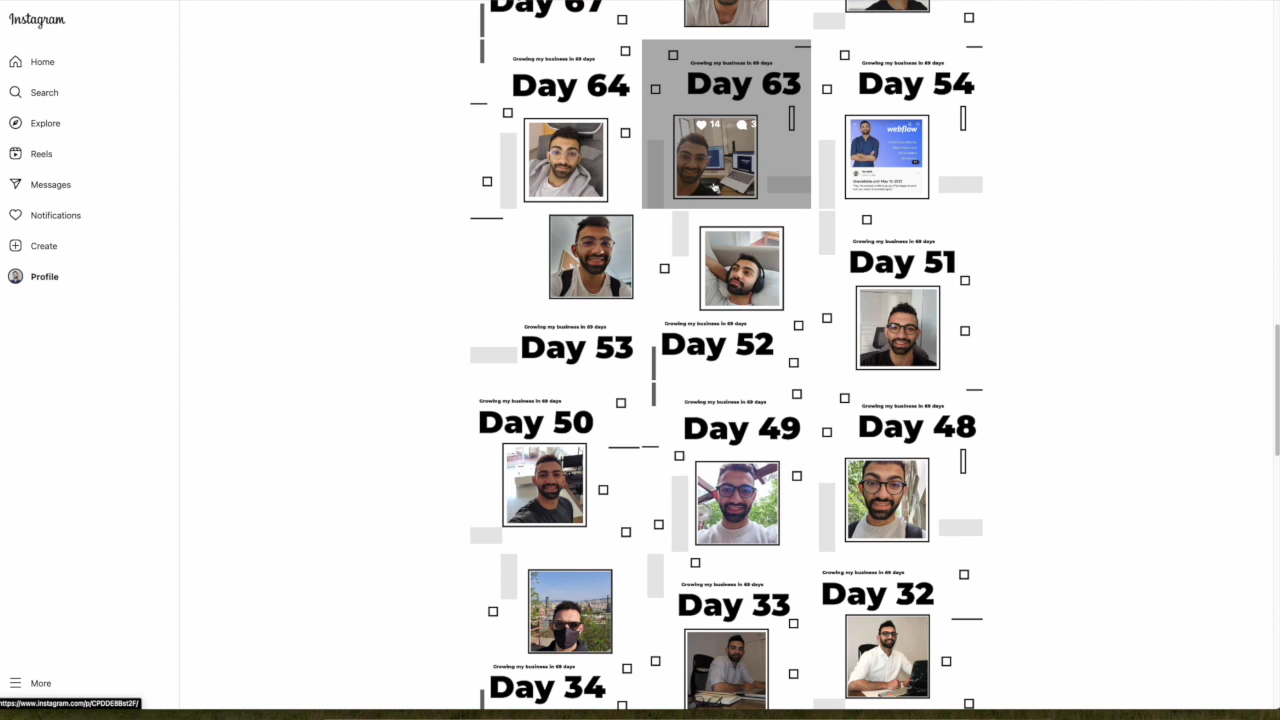 Instagram
Home
Search
Explore
Reels
Messages
Notifications
Create
Profile
More
https://www.instagram.com/p/CPDDE8Bst2F/
Day 67
Growing my business in 69 days
Day 64
Growing my business in 69 days
Day 63
14 3
Growing my business in 69 days
Day 54
webflow
Growing my business in 69 days
Day 53
Growing my business in 69 days
Day 52
Growing my business in 69 days
Day 51
Growing my business in 69 days
Day 50
Growing my business in 69 days
Day 49
Growing my business in 69 days
Day 48
Growing my business in 69 days
Day 34
Growing my business in 69 days
Day 33
Growing my business in 69 days
Day 32